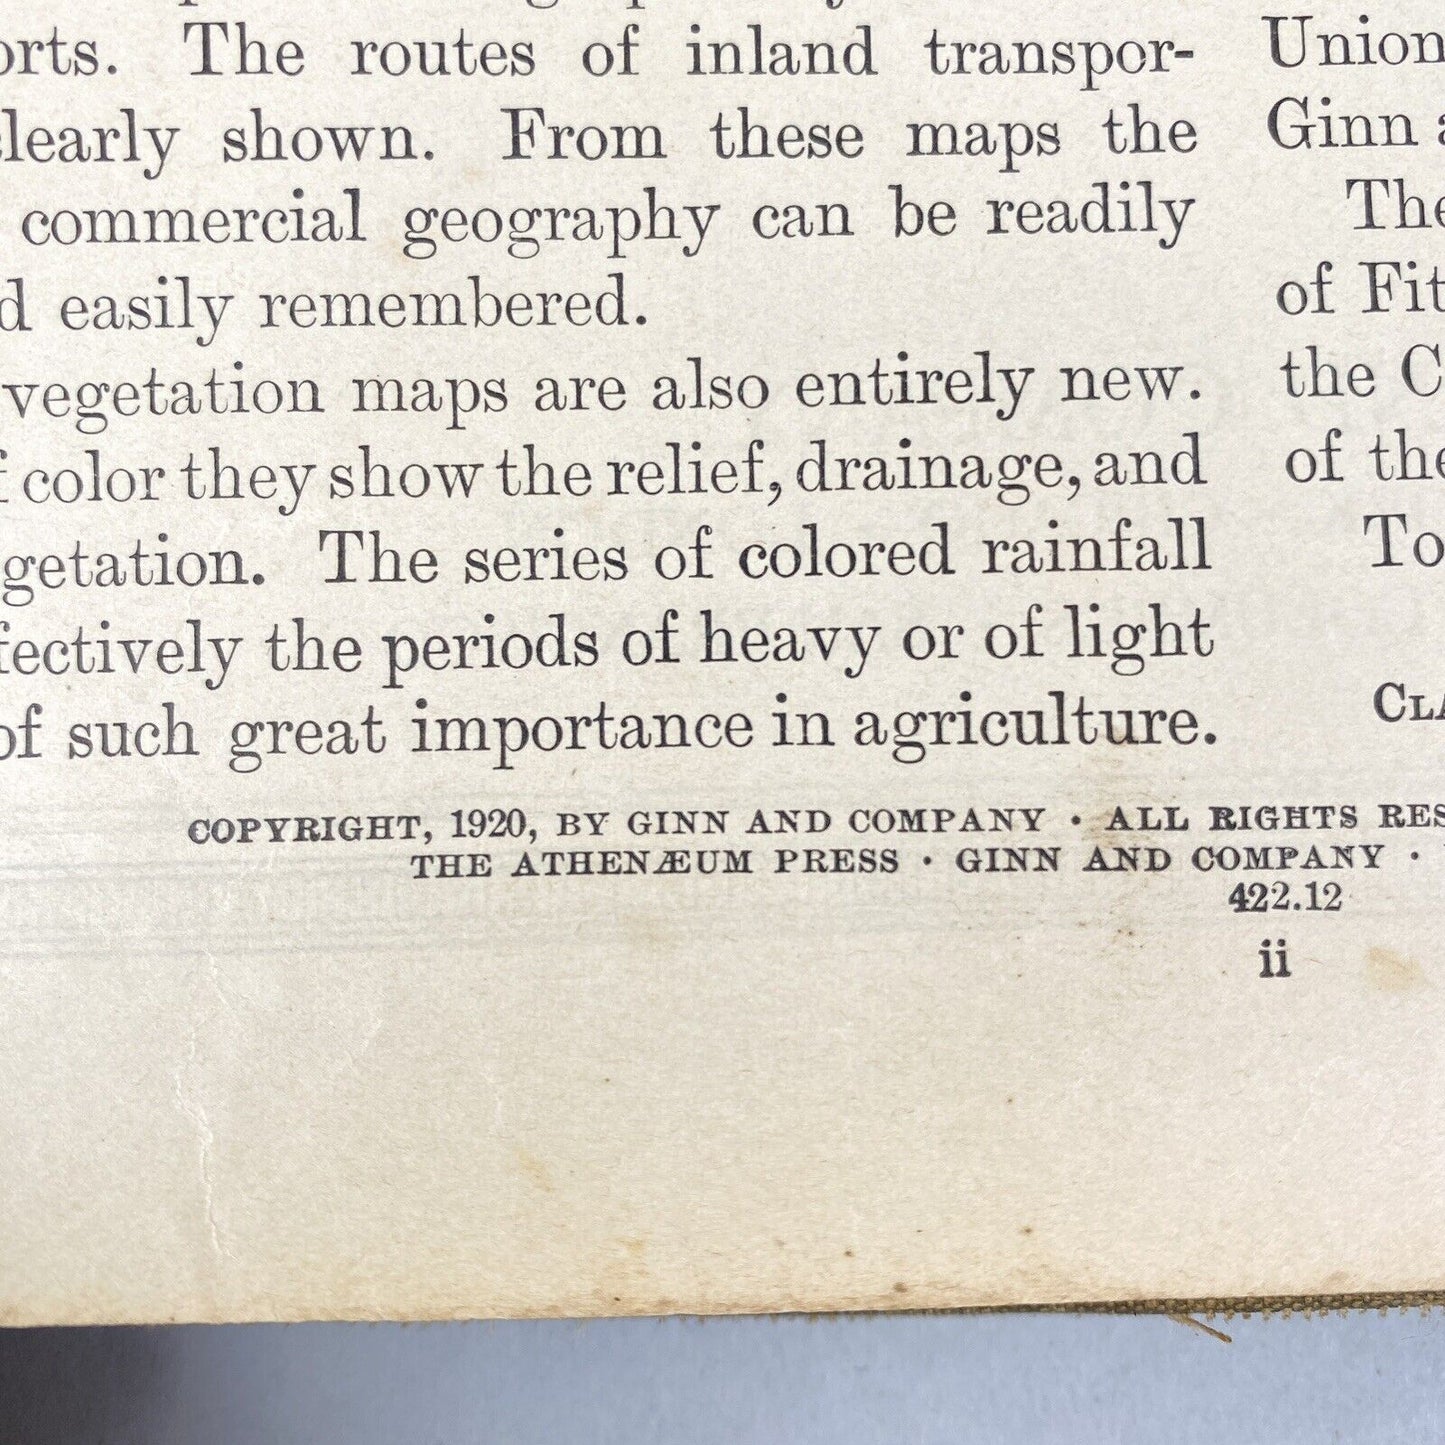 orts. The routes of inland transpor-
clearly shown. From these maps the
commercial geography can be readily
d easily remembered.
vegetation maps are also entirely new.
f color they show the relief, drainage, and
getation. The series of colored rainfall
fectively the periods of heavy or of light
of such great importance in agriculture.
Union
Ginn a
The
of Fit
the C
of the
To
CLA
COPYRIGHT, 1920, BY GINN AND COMPANY · ALL RIGHTS RES
THE ATHENÆUM PRESS · GINN AND COMPANY ·
422.12
ii